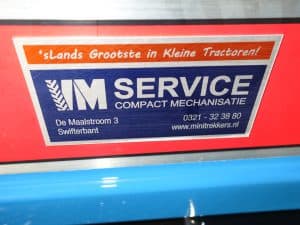 'sLands Grootste in Kleine Tractoren!
VM SERVICE
COMPACT MECHANISATIE
De Maalstroom 3
Swifterbant
0321 - 32 38 80
www.minitrekkers.nl